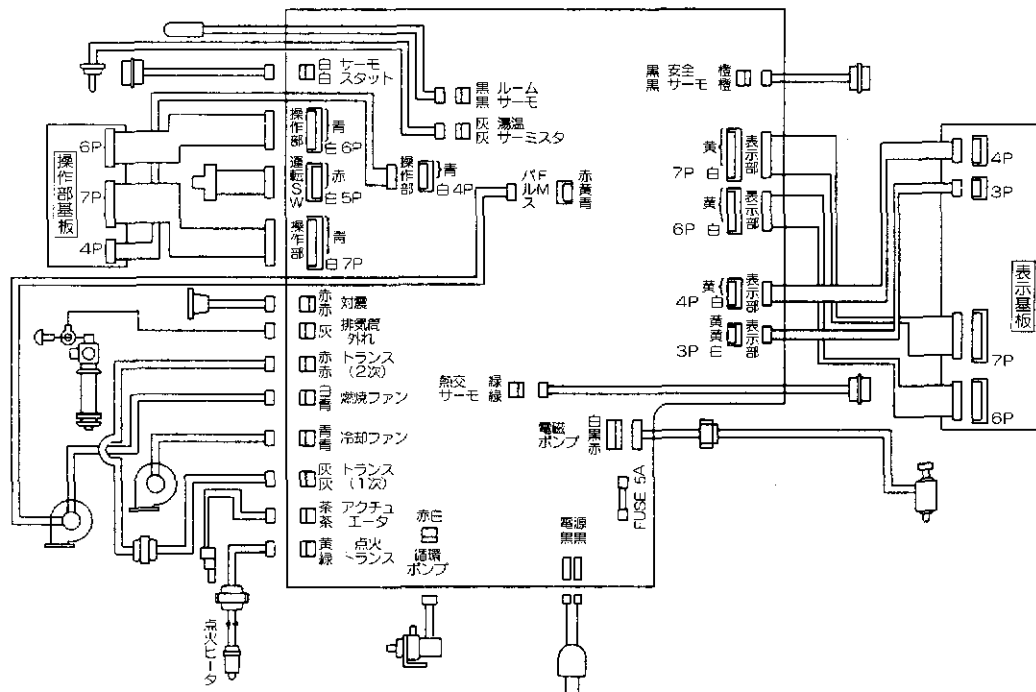 白 サーモ
白 スタット
黒 ルーム
黒 サーモ
灰 湯温
灰 サーミスタ
黒 安全 橙
黒 サーモ 橙
操作部基板
6P
7P
4P
操作部
青
白 6P
運転SW
赤
白 5P
操作部
青
白 7P
操作部
青
白 4P
パルス
FM
赤
黄
青
黄
7P 白
表示部
黄
6P 白
表示部
黄
4P 白
表示部
黄
黄
3P 白
表示部
4P
3P
表示基板
7P
6P
赤 対震
赤
灰 排気筒
外れ
赤 トランス
赤 (2次)
白 燃焼ファン
青
青 冷却ファン
青
灰 トランス
灰 (1次)
茶 アクチュ
茶 エータ
黄 点火
緑 トランス
熱交 緑
サーモ 緑
電磁
ポンプ
白
黒
赤
FUSE 5A
赤白
循環
ポンプ
電源
黒黒
点火ヒータ